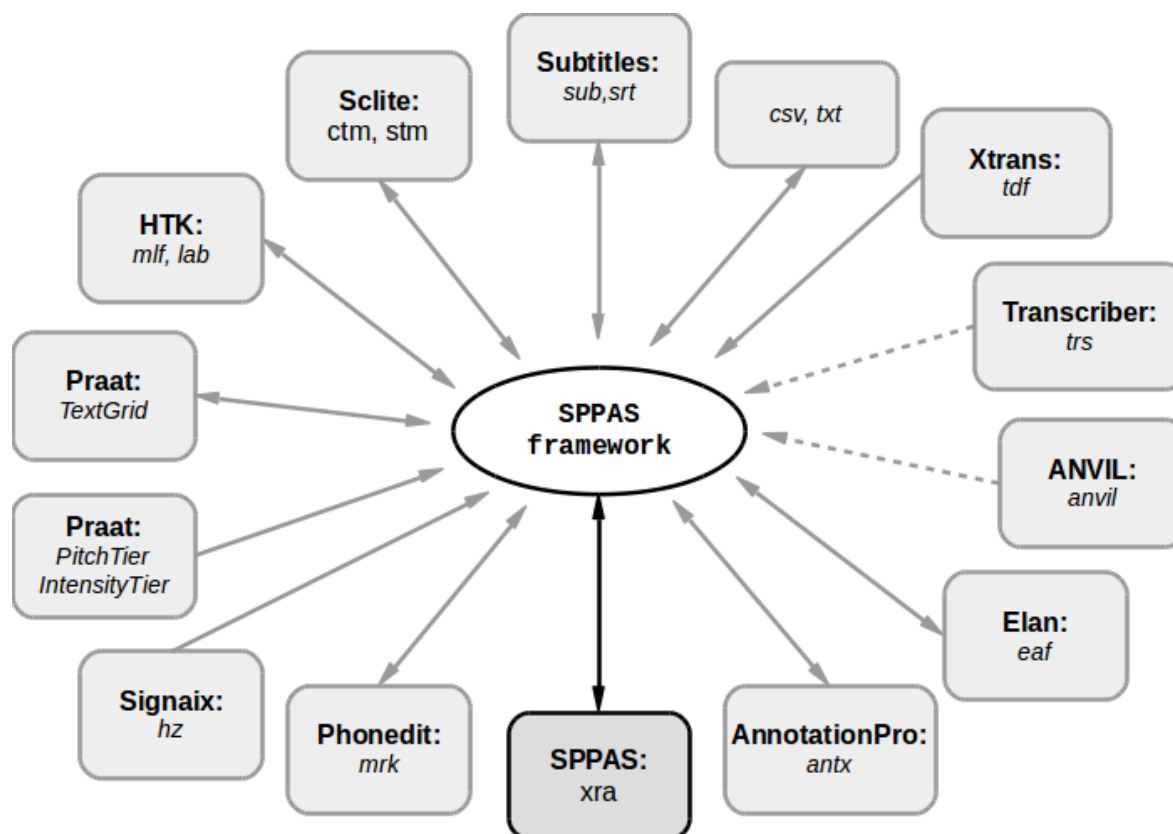 Subtitles:
sub,srt
Sclite:
ctm, stm
csv, txt
Xtrans:
tdf
HTK:
mlf, lab
Transcriber:
trs
Praat:
TextGrid
SPPAS
framework
ANVIL:
anvil
Praat:
PitchTier
IntensityTier
Elan:
eaf
Signaix:
hz
Phonedit:
mrk
SPPAS:
xra
AnnotationPro:
antx